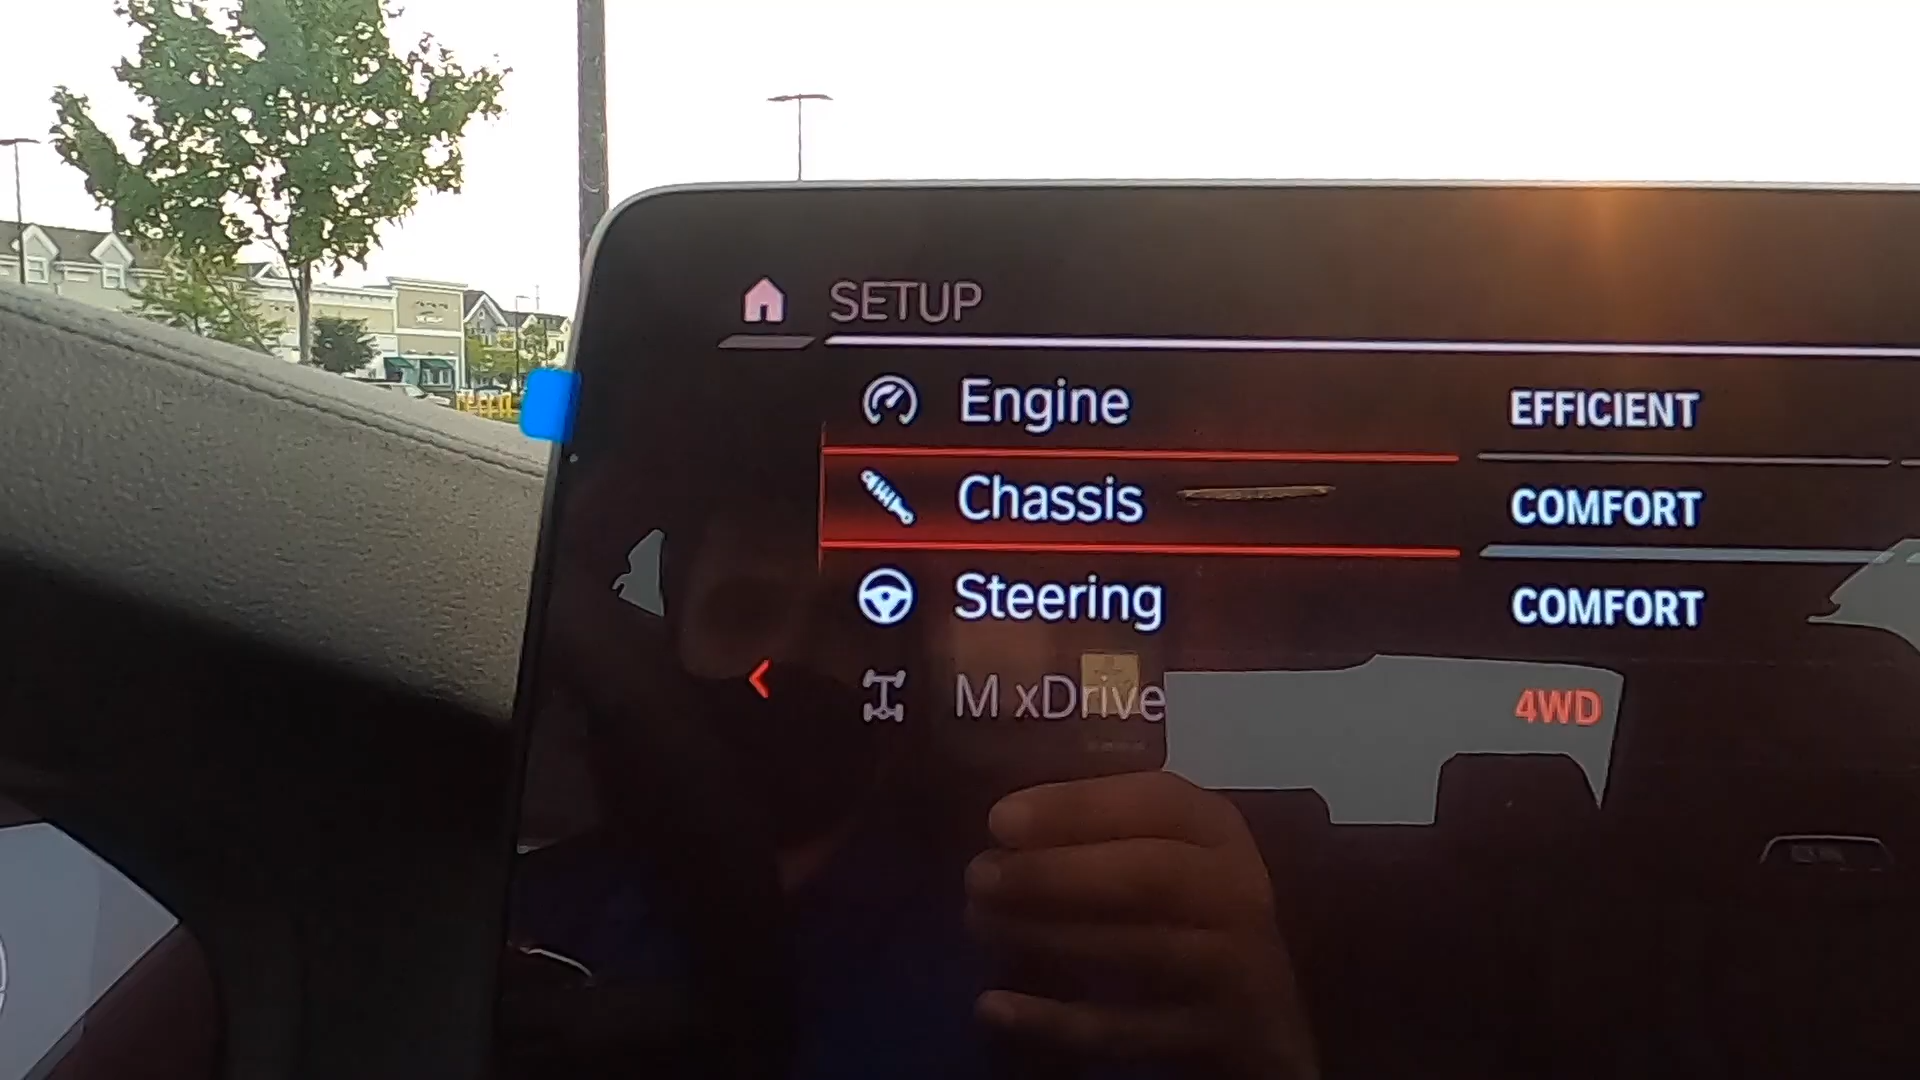 SETUP
Engine EFFICIENT
Chassis COMFORT
Steering COMFORT
M xDrive 4WD